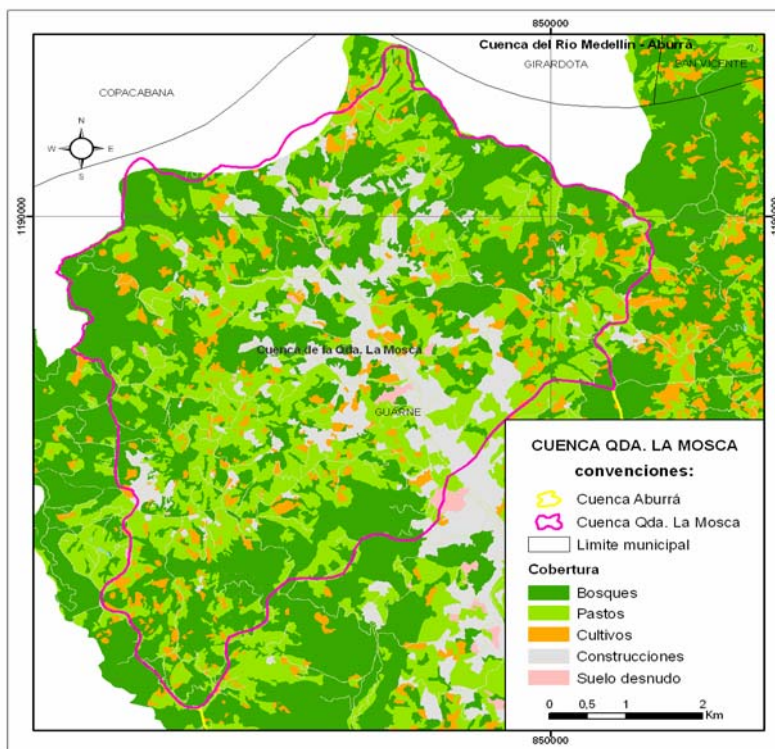 850000
Cuenca del Río Medellín - Aburrá
GIRARDOTA
SAN VICENTE
COPACABANA
N
W E
S
1190000
1190000
Cuenca de la Qda. La Mosca
GUARNE
CUENCA QDA. LA MOSCA
convenciones:
Cuenca Aburrá
Cuenca Qda. La Mosca
Limite municipal
Cobertura
Bosques
Pastos
Cultivos
Construcciones
Suelo desnudo
0 0,5 1 2
Km
850000